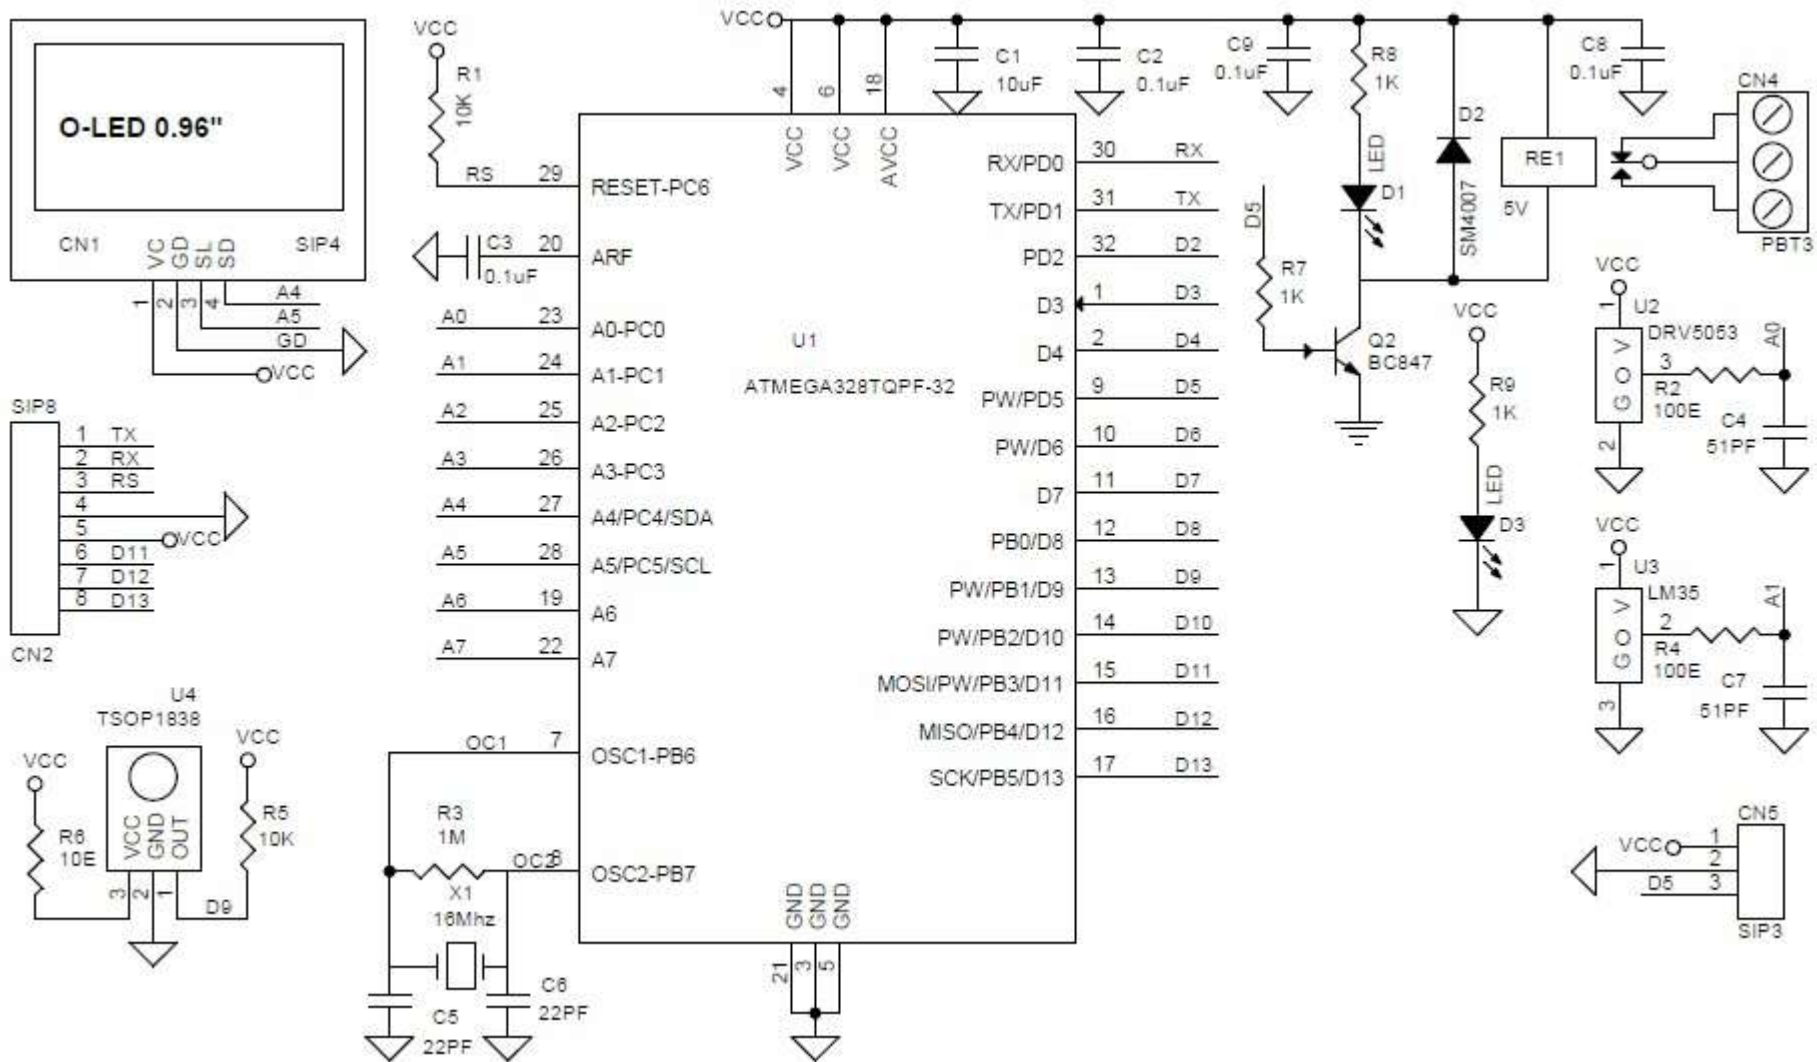 O-LED 0.96"
CN1
SIP4
VC
GD
SL
SD
1
2
3
4
A4
A5
GD
VCC
SIP8
1 TX
2 RX
3 RS
4
5
VCC
6 D11
7 D12
8 D13
CN2
U4
TSOP1838
VCC
VCC
R6
10E
VCC
GND
OUT
R5
10K
3
2
1
D9
VCC
R1
10K
RS 29 RESET-PC6
C3
0.1uF
20 ARF
A0 23 A0-PC0
A1 24 A1-PC1
A2 25 A2-PC2
A3 26 A3-PC3
A4 27 A4/PC4/SDA
A5 28 A5/PC5/SCL
A6 19 A6
A7 22 A7
OC1 7 OSC1-PB6
R3
1M
OC2 8 OSC2-PB7
X1
16Mhz
C5
22PF
C6
22PF
U1
ATMEGA328TQPF-32
VCC
4
6
18
VCC
VCC
AVCC
GND
GND
GND
21
3
5
RX/PD0 30 RX
TX/PD1 31 TX
PD2 32 D2
D3 1 D3
D4 2 D4
PW/PD5 9 D5
PW/D6 10 D6
D7 11 D7
PB0/D8 12 D8
PW/PB1/D9 13 D9
PW/PB2/D10 14 D10
MOSI/PW/PB3/D11 15 D11
MISO/PB4/D12 16 D12
SCK/PB5/D13 17 D13
C1
10uF
C2
0.1uF
C9
0.1uF
R8
1K
LED
D1
D2
SM4007
RE1
5V
C8
0.1uF
CN4
PBT3
D5
R7
1K
Q2
BC847
VCC
R9
1K
LED
D3
VCC
1
U2
DRV5053
G O V
3
R2
100E
A0
2
C4
51PF
VCC
1
U3
LM35
G O V
2
R4
100E
A1
3
C7
51PF
CN5
VCC 1
2
D5 3
SIP3